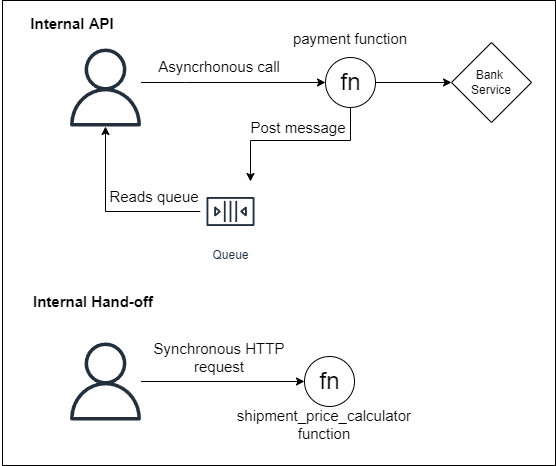 Internal API
payment function
Asyncrhonous call
fn
Bank
Service
Post message
Reads queue
Queue
Internal Hand-off
Synchronous HTTP
request
fn
shipment_price_calculator
function